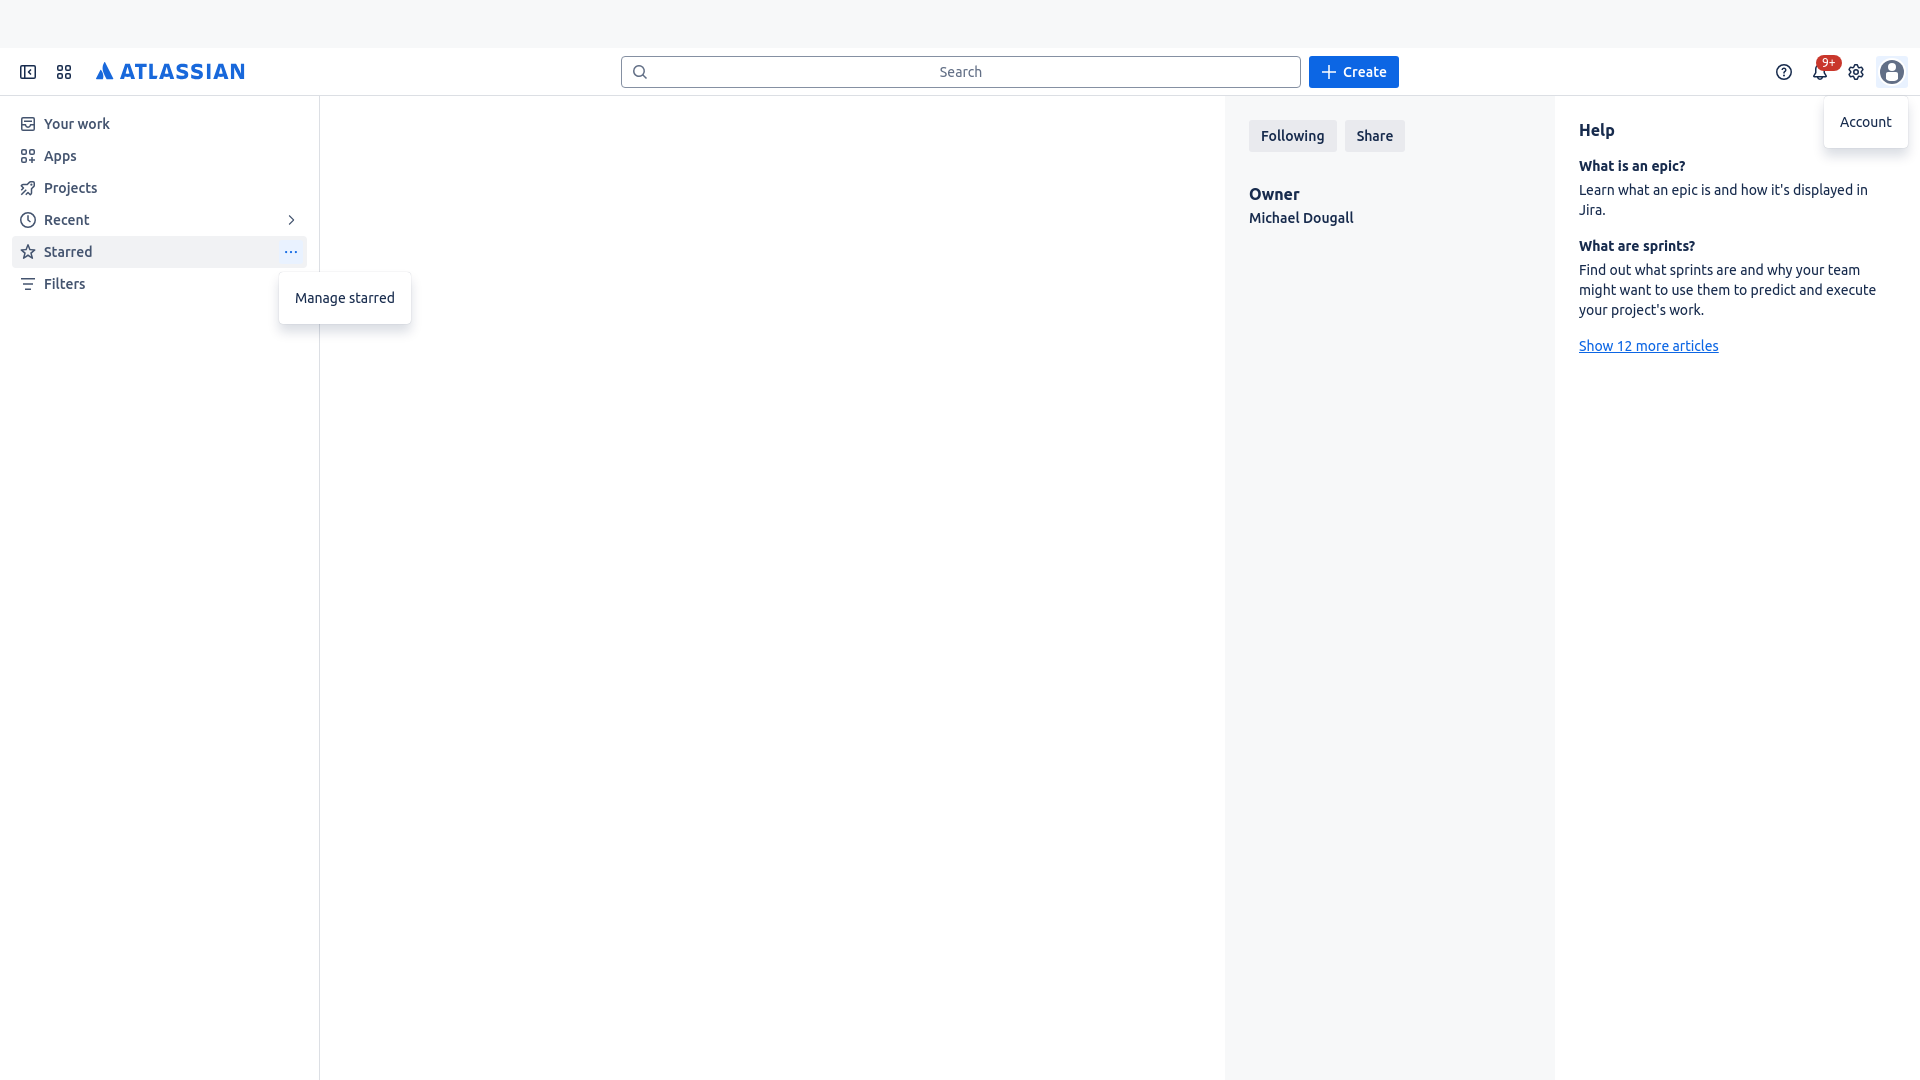 ATLASSIAN
Search
Create
9+
Account
Your work
Apps
Projects
Recent
Starred
Filters
Manage starred
Following
Share
Owner
Michael Dougall
Help
What is an epic?
Learn what an epic is and how it's displayed in
Jira.
What are sprints?
Find out what sprints are and why your team
might want to use them to predict and execute
your project's work.
Show 12 more articles